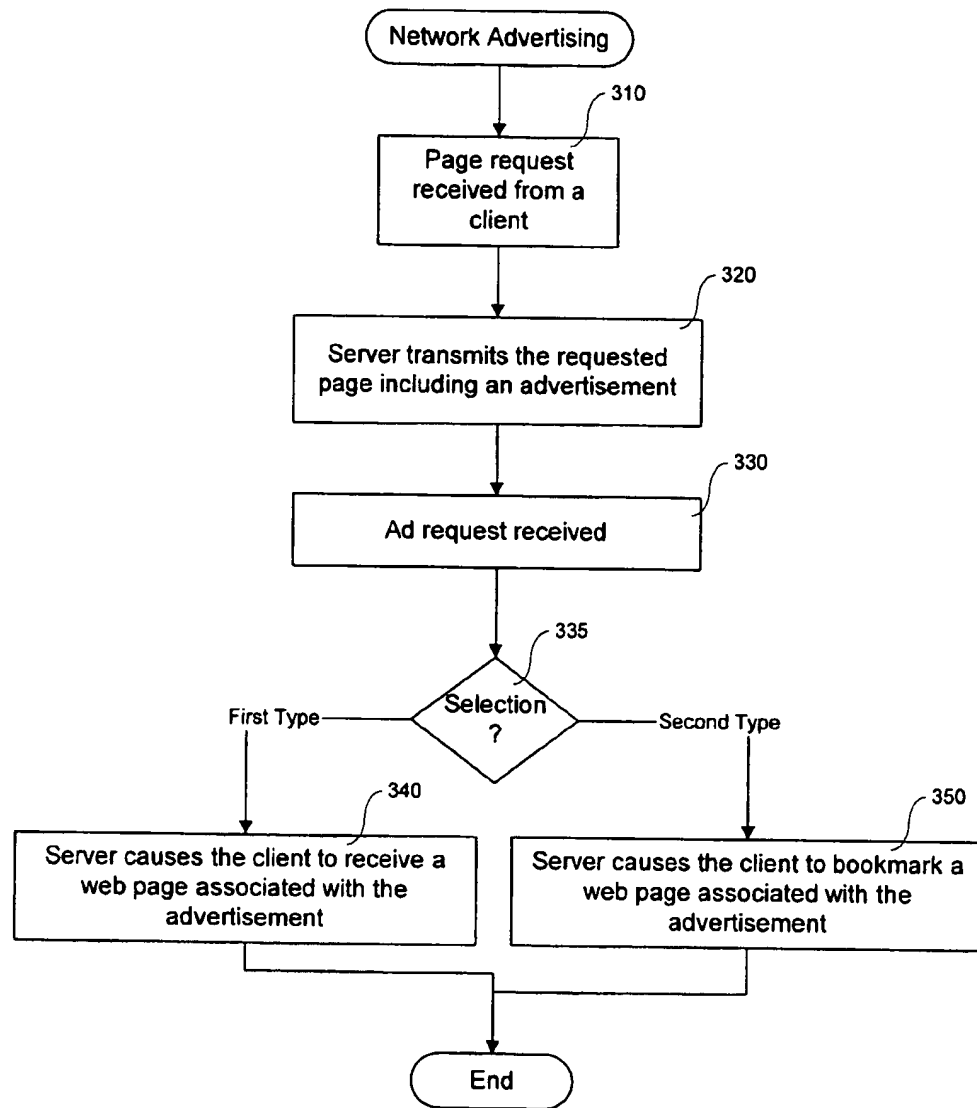 Network Advertising
310
Page request
received from a
client
320
Server transmits the requested
page including an advertisement
330
Ad request received
335
Selection
?
First Type
Second Type
340
Server causes the client to receive a
web page associated with the
advertisement
350
Server causes the client to bookmark a
web page associated with the
advertisement
End